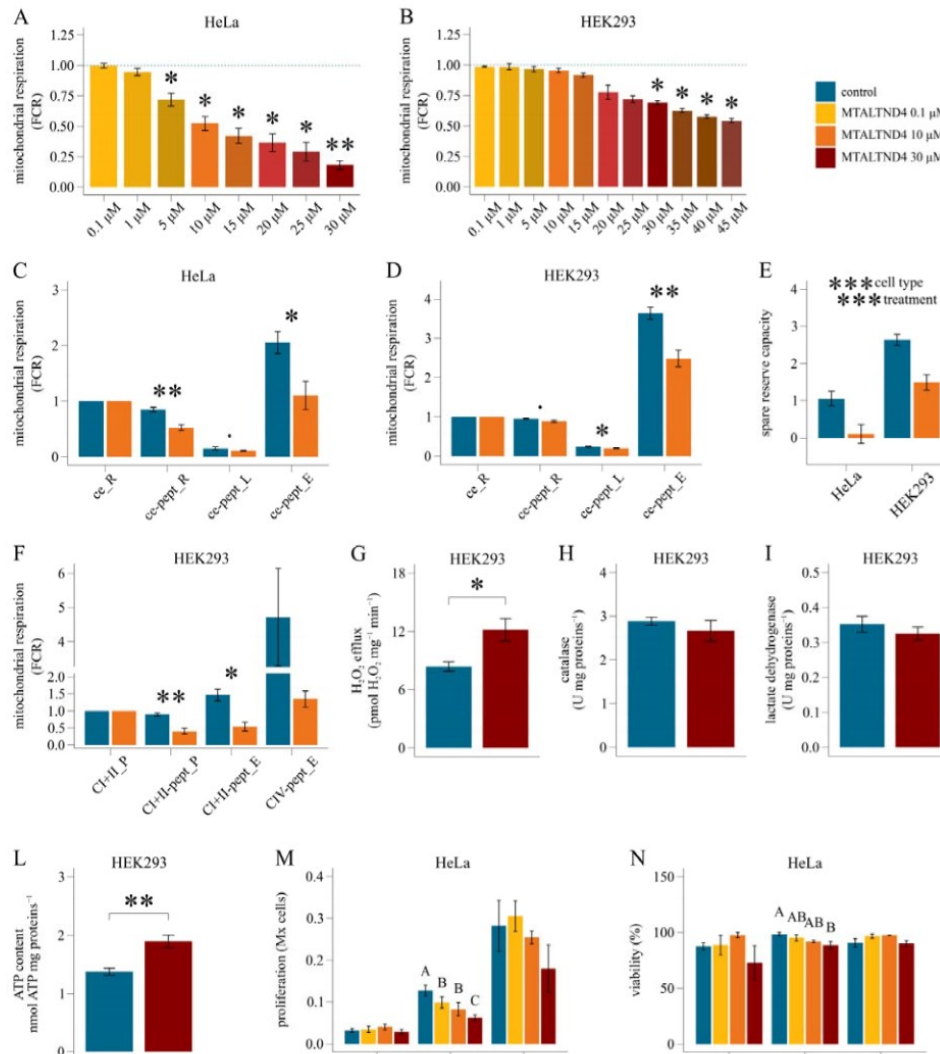 A
HeLa
mitochondrial respiration
(FCR)
1.25
1.00
0.75
0.50
0.25
0.00
*
*
*
*
*
**
0.1 µM
1 µM
5 µM
10 µM
15 µM
20 µM
25 µM
30 µM
B
HEK293
mitochondrial respiration
(FCR)
1.25
1.00
0.75
0.50
0.25
0.00
*
*
*
*
0.1 µM
1 µM
5 µM
10 µM
15 µM
20 µM
25 µM
30 µM
35 µM
40 µM
45 µM
control
MTALTND4 0.1 µM
MTALTND4 10 µM
MTALTND4 30 µM
C
HeLa
mitochondrial respiration
(FCR)
3
2
1
0
**
.
*
ce_R
ce-pept_R
ce-pept_L
ce-pept_E
D
HEK293
mitochondrial respiration
(FCR)
4
3
2
1
0
.
*
**
ce_R
ce-pept_R
ce-pept_L
ce-pept_E
E
***cell type
***treatment
spare reserve capacity
4
3
2
1
0
HeLa
HEK293
F
HEK293
mitochondrial respiration
(FCR)
6
5
4
2.0
1.5
1.0
0.5
0.0
**
*
CI+II_P
CI+II-pept_P
CI+II-pept_E
CIV-pept_E
G
HEK293
H₂O₂ efflux
(pmol H₂O₂ mg⁻¹ min⁻¹)
18
12
6
0
*
H
HEK293
catalase
(U mg proteins⁻¹)
4
3
2
1
0
I
HEK293
lactate dehydrogenase
(U mg proteins⁻¹)
0.5
0.4
0.3
0.2
0.1
0
L
HEK293
ATP content
nmol ATP mg proteins⁻¹
3
2
1
0
**
M
HeLa
proliferation (Mx cells)
0.4
0.3
0.2
0.1
0
A
B
B
C
N
HeLa
viability (%)
150
100
50
0
A
AB
AB
B